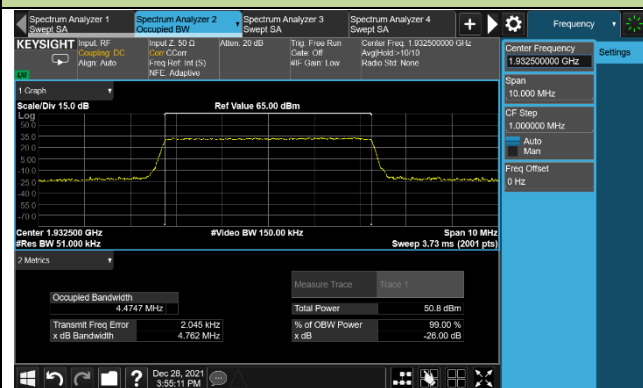 Spectrum Analyzer 1
Swept SA
Spectrum Analyzer 2
Occupied BW
Spectrum Analyzer 3
Swept SA
Spectrum Analyzer 4
Swept SA
Frequency
KEYSIGHT
Input: RF
Coupling: DC
Align: Auto
Input Z: 50 Ω
Corr CCorr
Freq Ref: Int (S)
NFE: Adaptive
Atten: 20 dB
Trig: Free Run
Gate: Off
#IF Gain: Low
Center Freq: 1.932500000 GHz
Avg|Hold:>10/10
Radio Std: None
LM
Center Frequency
1.932500000 GHz
Settings
Span
10.000 MHz
CF Step
1.000000 MHz
Auto
Man
Freq Offset
0 Hz
1 Graph
Scale/Div 15.0 dB
Ref Value 65.00 dBm
Log
50.0
35.0
20.0
5.00
-10.0
-25.0
-40.0
-55.0
-70.0
Center 1.932500 GHz
#Video BW 150.00 kHz
Span 10 MHz
#Res BW 51.000 kHz
Sweep 3.73 ms (2001 pts)
2 Metrics
Measure Trace
Trace 1
Occupied Bandwidth
4.4747 MHz
Total Power
50.8 dBm
Transmit Freq Error
2.045 kHz
% of OBW Power
99.00 %
x dB Bandwidth
4.762 MHz
x dB
-26.00 dB
?
Dec 28, 2021
3:55:11 PM